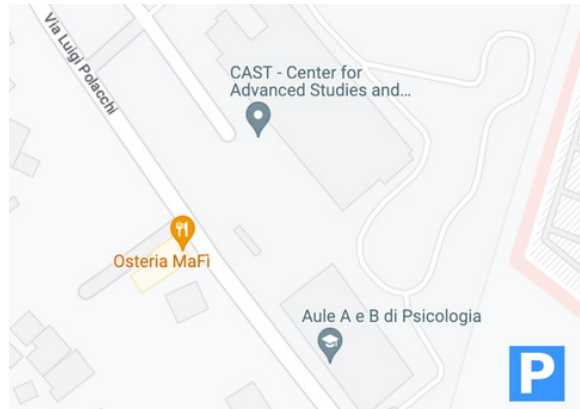 Via Luigi Polacchi
CAST - Center for
Advanced Studies and...
Osteria MaFì
Aule A e B di Psicologia
P